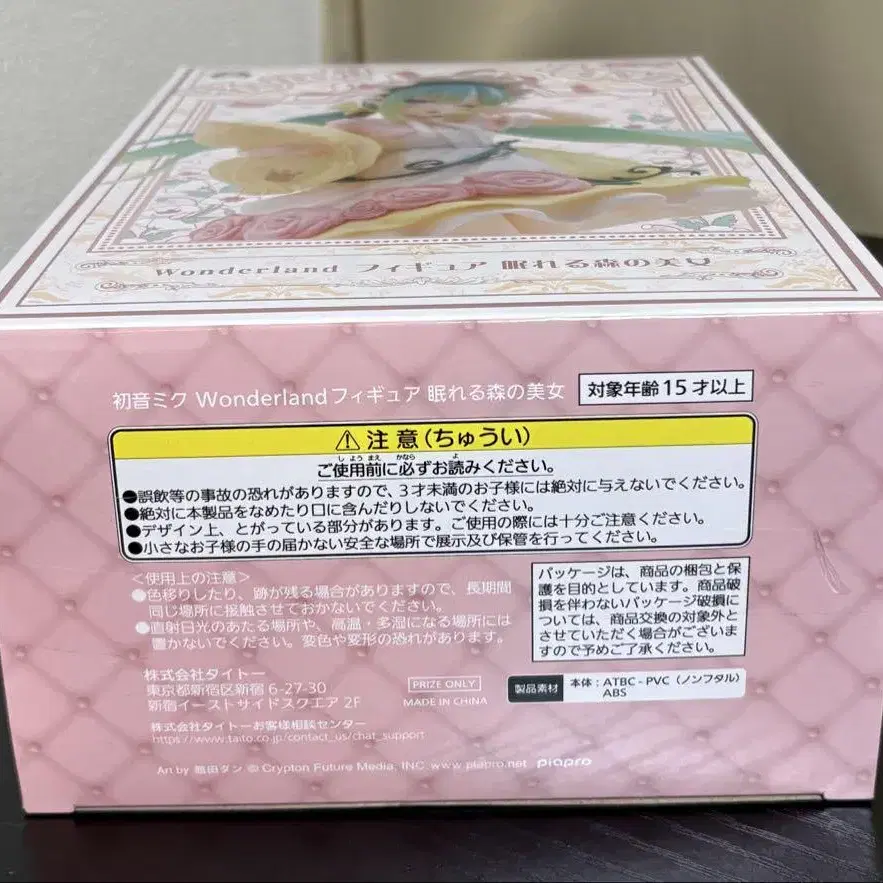 Wonderland フィギュア 眠れる森の美女
初音ミク Wonderlandフィギュア 眠れる森の美女
対象年齢15才以上
⚠注意(ちゅうい)
しようまえ かなら よ
ご使用前に必ずお読みください。
●誤飲等の事故の恐れがありますので、3才未満のお子様には絶対に与えないでください。
●絶対に本製品をなめたり口に含んだりしないでください。
●デザイン上、とがっている部分があります。ご使用の際には十分ご注意ください。
●小さなお子様の手の届かない安全な場所で展示及び保管を行ってください。
<使用上の注意>
●色移りしたり、跡が残る場合がありますので、長期間
同じ場所に接触させておかないでください。
●直射日光のあたる場所や、高温・多湿になる場所には
置かないでください。変色や変形の恐れがあります。
パッケージは、商品の梱包と保
護を目的としています。商品破
損を伴わないパッケージ破損に
ついては、商品交換の対象外と
させていただく場合がございま
すので予めご了承ください。
株式会社タイトー
東京都新宿区新宿 6-27-30
新宿イーストサイドスクエア 2F
PRIZE ONLY
MADE IN CHINA
製品素材
本体:ATBC-PVC(ノンフタル)
ABS
株式会社タイトーお客様相談センター
https://www.taito.co.jp/contact_us/chat_support
Art by 瓢田ダン © Crypton Future Media, INC. www.piapro.net piapro